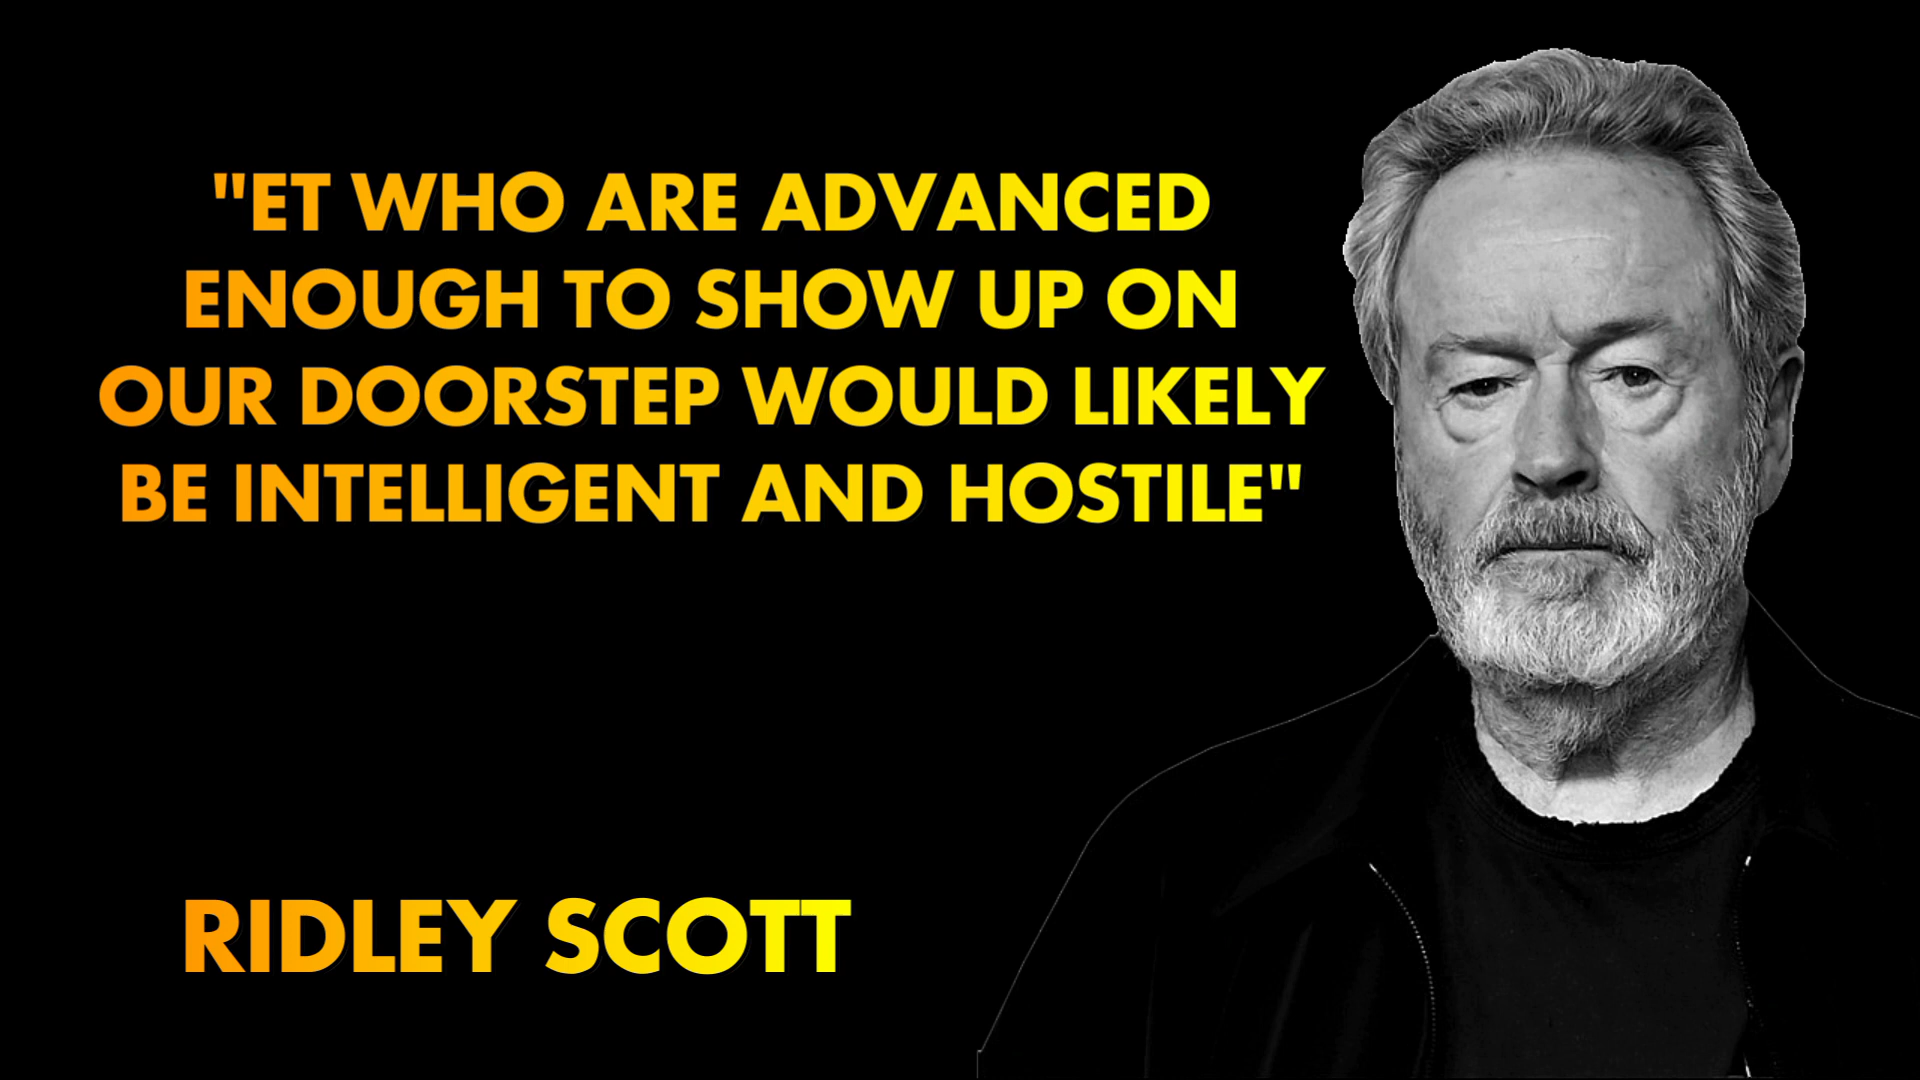 "ET WHO ARE ADVANCED
ENOUGH TO SHOW UP ON
OUR DOORSTEP WOULD LIKELY
BE INTELLIGENT AND HOSTILE"
RIDLEY SCOTT